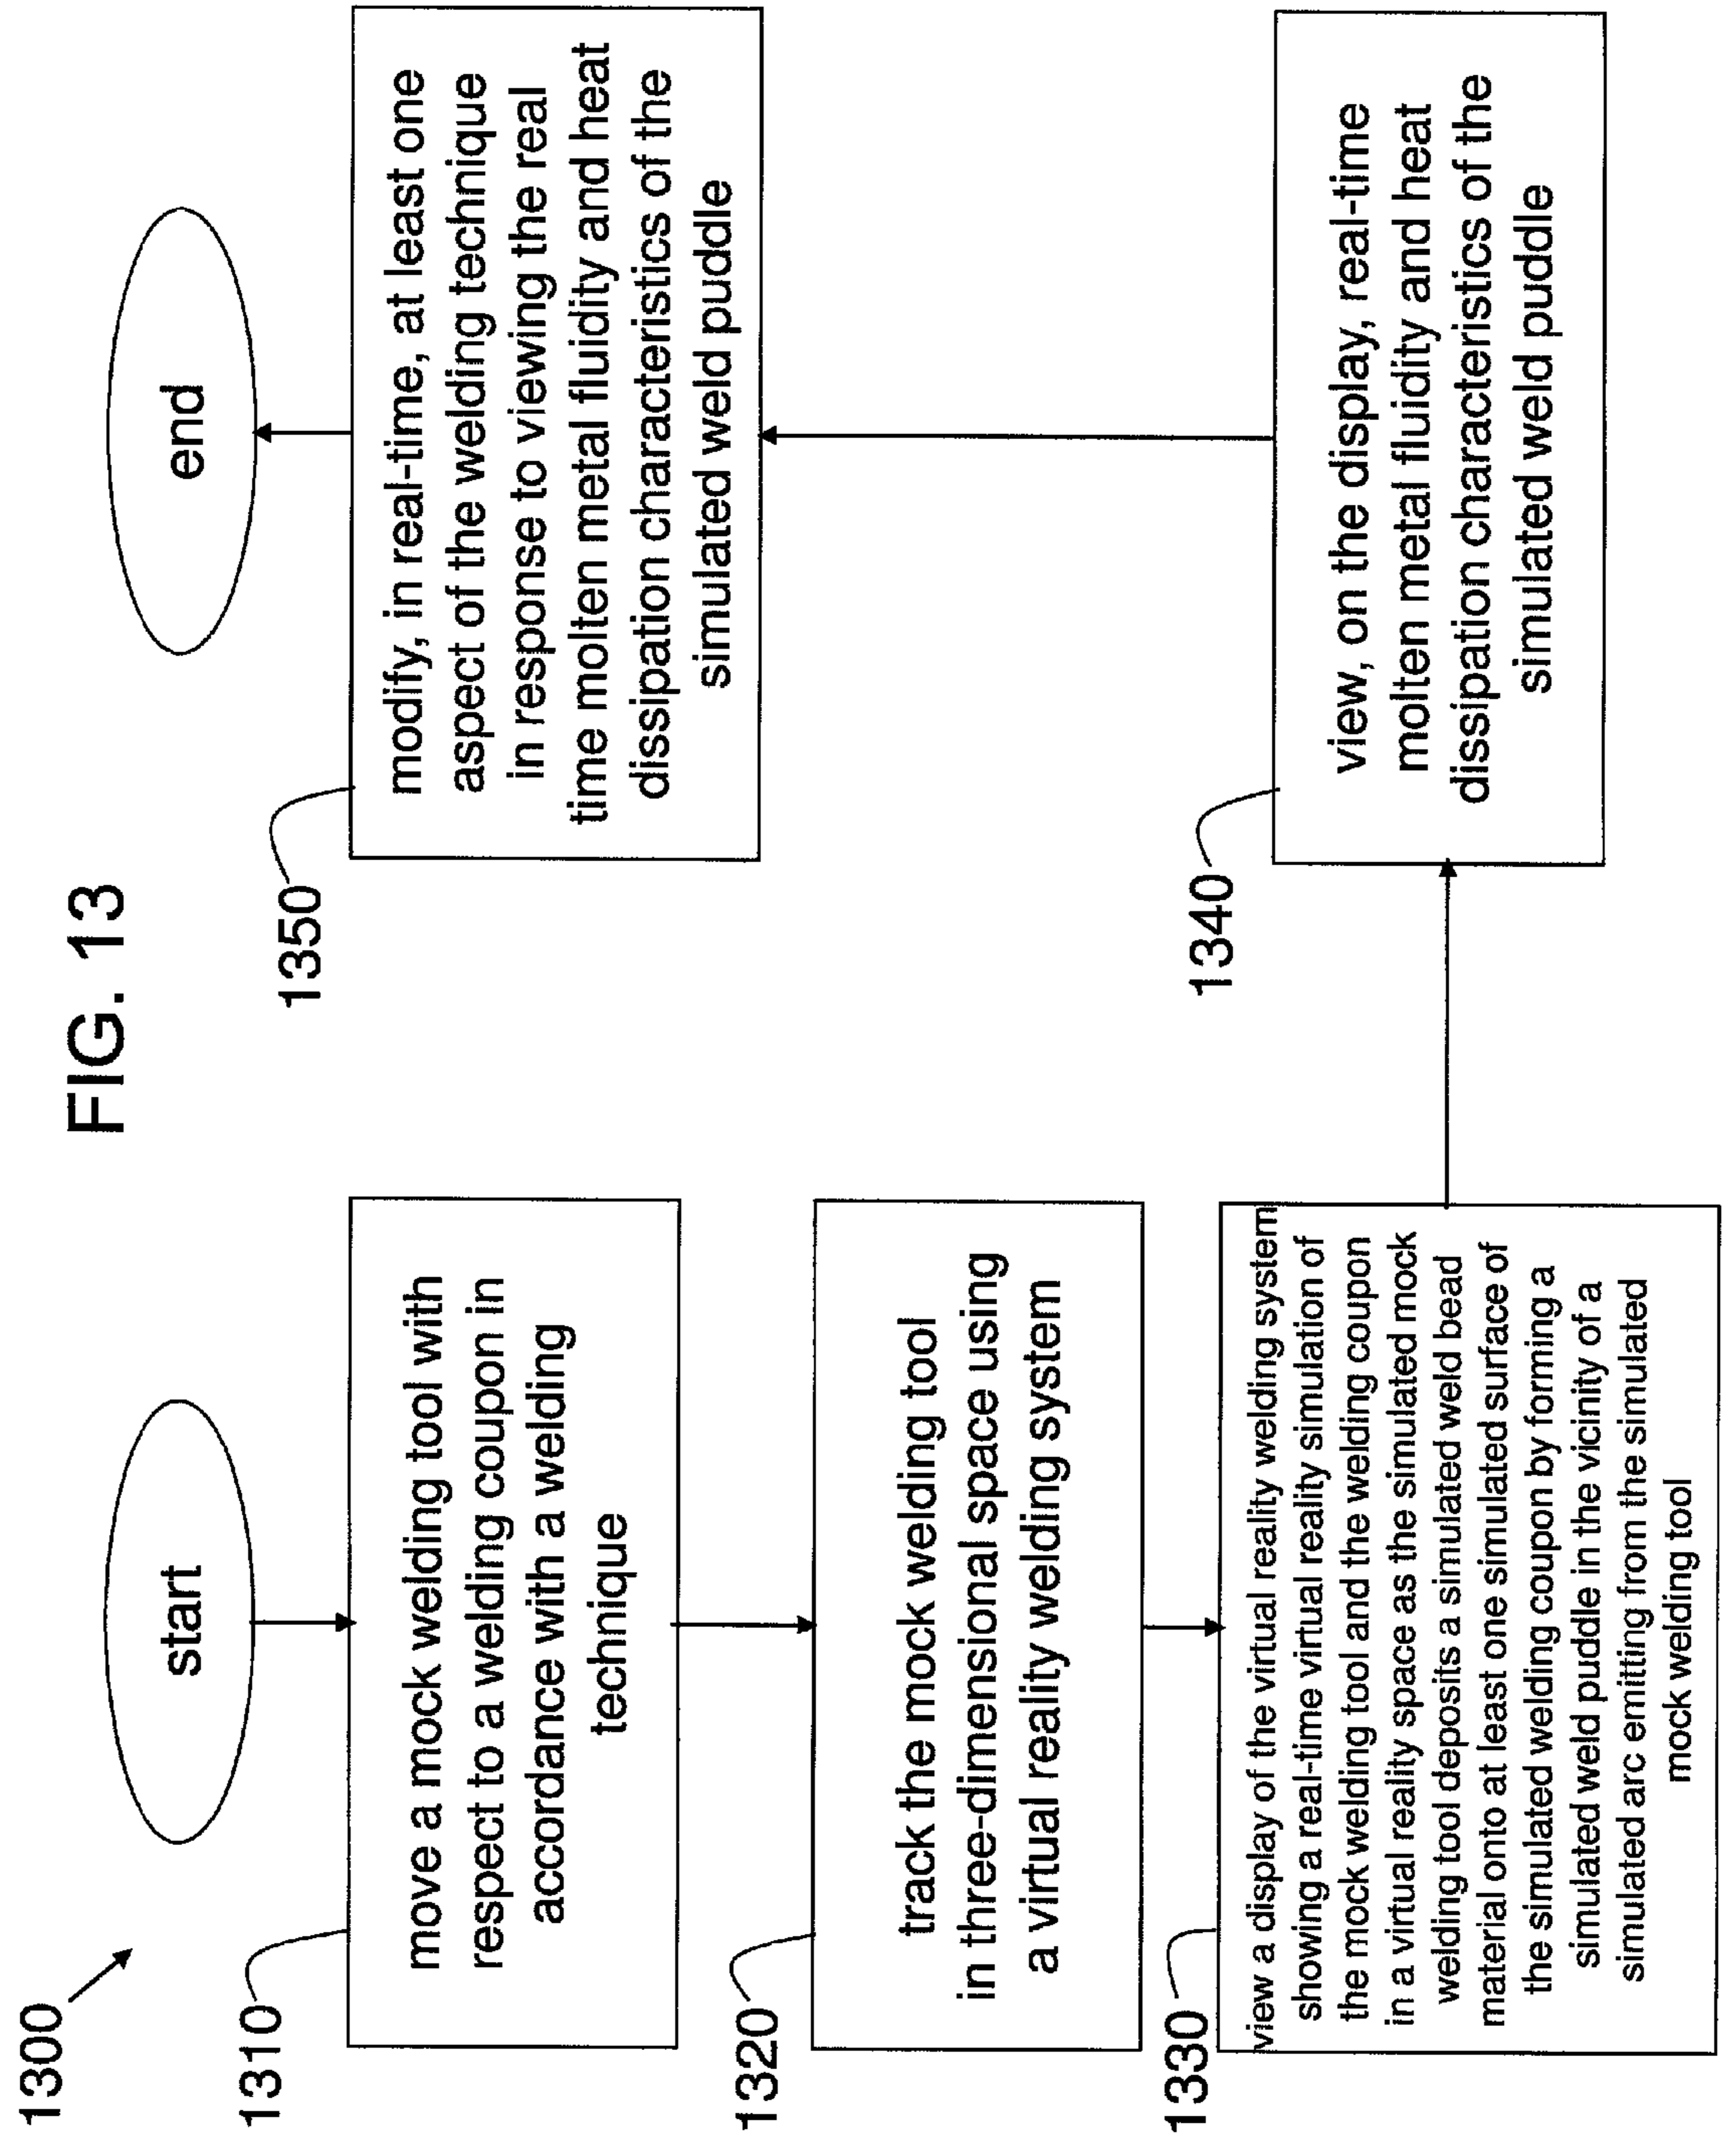 FIG. 13
1300
start
1310
move a mock welding tool with
respect to a welding coupon in
accordance with a welding
technique
1320
track the mock welding tool
in three-dimensional space using
a virtual reality welding system
1330
view a display of the virtual reality welding system
showing a real-time virtual reality simulation of
the mock welding tool and the welding coupon
in a virtual reality space as the simulated mock
welding tool deposits a simulated weld bead
material onto at least one simulated surface of
the simulated welding coupon by forming a
simulated weld puddle in the vicinity of a
simulated arc emitting from the simulated
mock welding tool
1340
view, on the display, real-time
molten metal fluidity and heat
dissipation characteristics of the
simulated weld puddle
1350
modify, in real-time, at least one
aspect of the welding technique
in response to viewing the real
time molten metal fluidity and heat
dissipation characteristics of the
simulated weld puddle
end